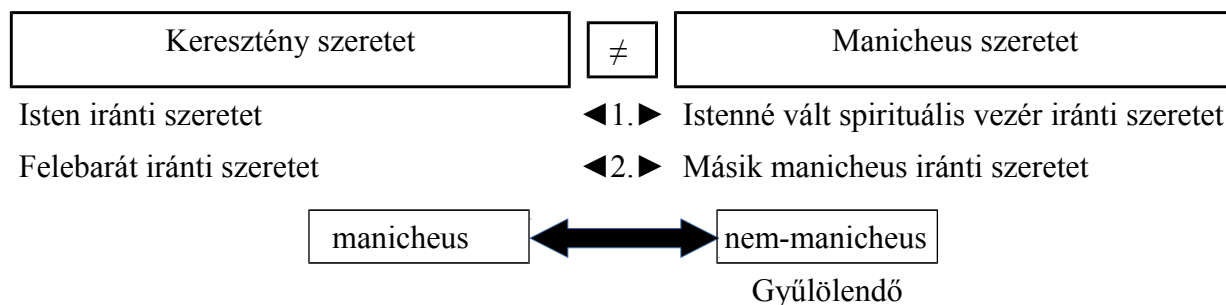 Keresztény szeretet ≠ Manicheus szeretet
Isten iránti szeretet ◄1.► Istenné vált spirituális vezér iránti szeretet
Felebarát iránti szeretet ◄2.► Másik manicheus iránti szeretet
manicheus nem-manicheus
Gyűlölendő